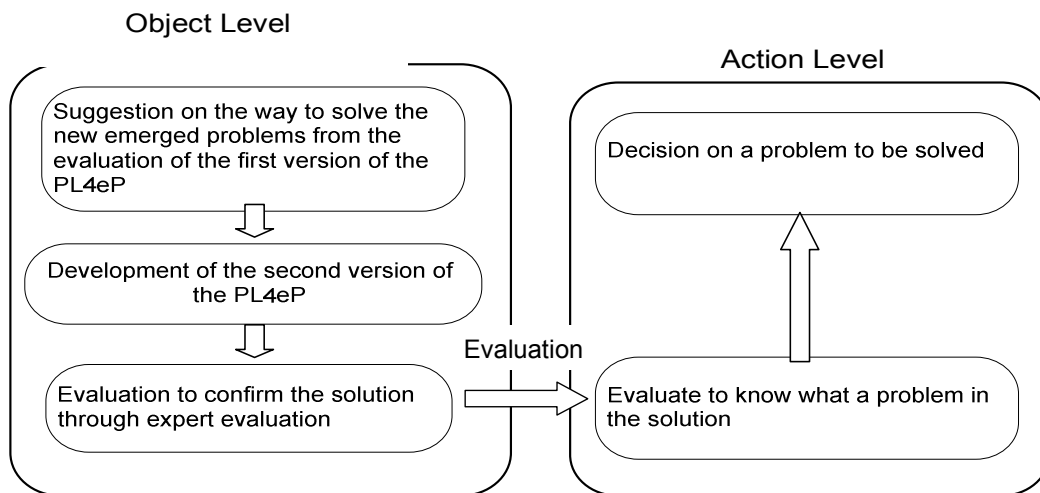 Object Level
Suggestion on the way to solve the
new emerged problems from the
evaluation of the first version of the
PL4eP
Development of the second version of
the PL4eP
Evaluation to confirm the solution
through expert evaluation
Evaluation
Action Level
Decision on a problem to be solved
Evaluate to know what a problem in
the solution